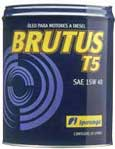 ÓLEO PARA MOTORES A DIESEL
BRUTUS
T5
SAE 15W 40
Ipiranga